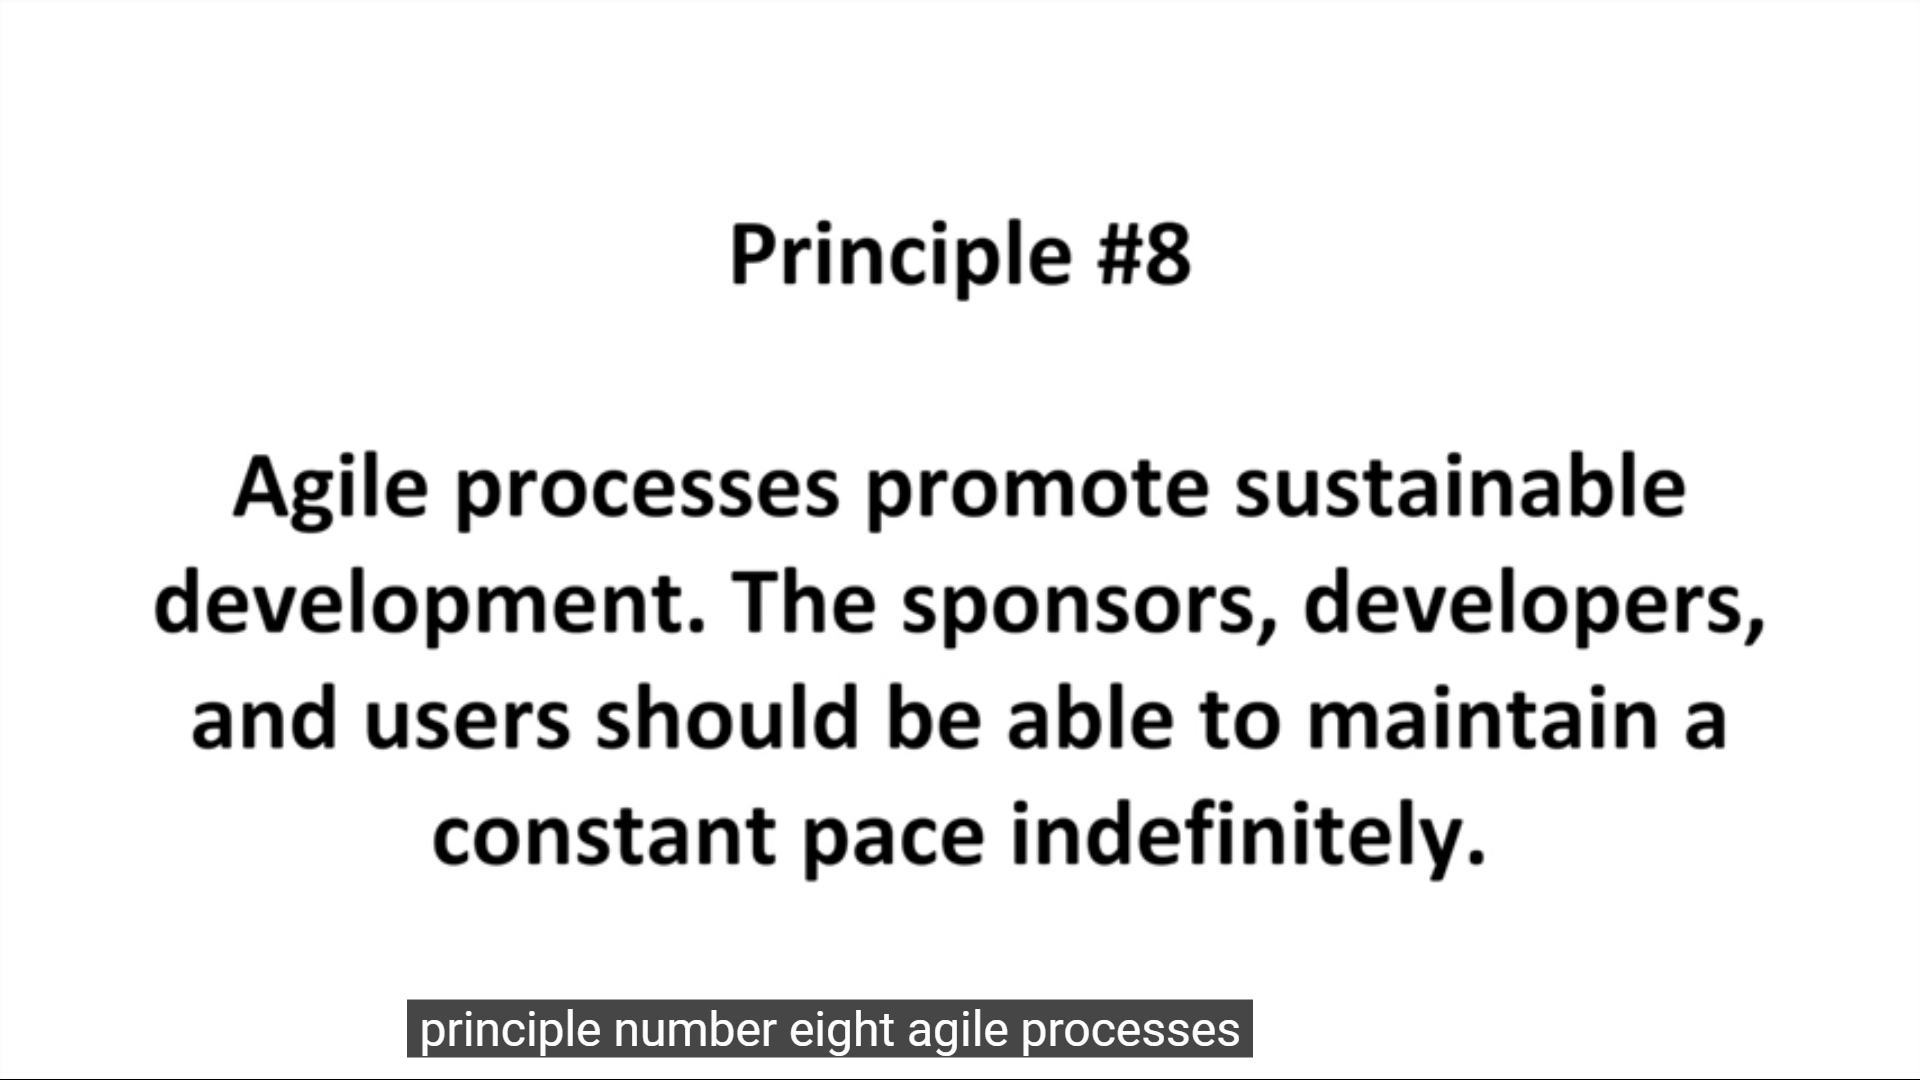 Principle #8
Agile processes promote sustainable
development. The sponsors, developers,
and users should be able to maintain a
constant pace indefinitely.
principle number eight agile processes